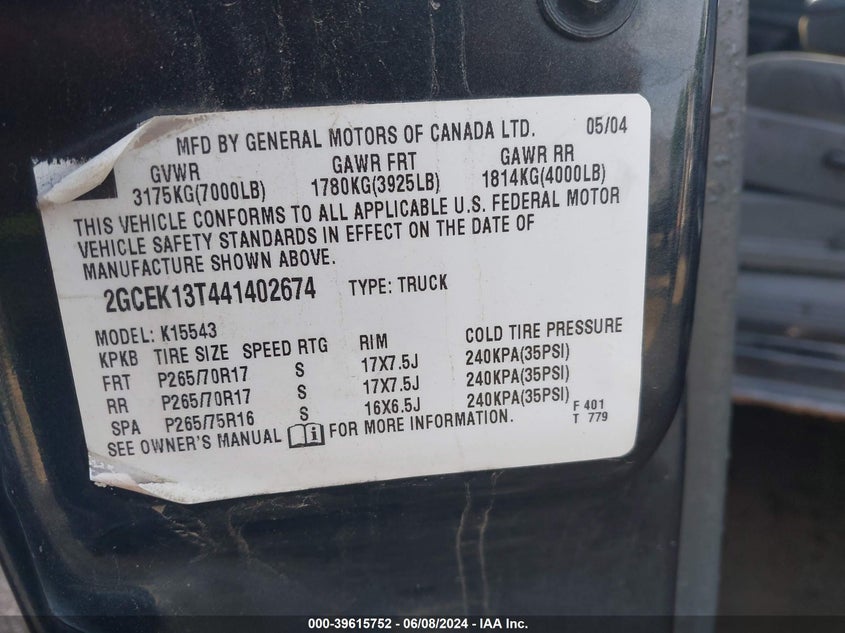 MFD BY GENERAL MOTORS OF CANADA LTD. 05/04
GVWR GAWR FRT GAWR RR
3175KG(7000LB) 1780KG(3925LB) 1814KG(4000LB)
THIS VEHICLE CONFORMS TO ALL APPLICABLE U.S. FEDERAL MOTOR
VEHICLE SAFETY STANDARDS IN EFFECT ON THE DATE OF
MANUFACTURE SHOWN ABOVE.
2GCEK13T441402674 TYPE: TRUCK
MODEL: K15543
KPKB TIRE SIZE SPEED RTG RIM COLD TIRE PRESSURE
FRT P265/70R17 S 17X7.5J 240KPA(35PSI)
RR P265/70R17 S 17X7.5J 240KPA(35PSI)
SPA P265/75R16 S 16X6.5J 240KPA(35PSI)
SEE OWNER'S MANUAL FOR MORE INFORMATION.
F 401
T 779
000-39615752 - 06/08/2024 - IAA Inc.